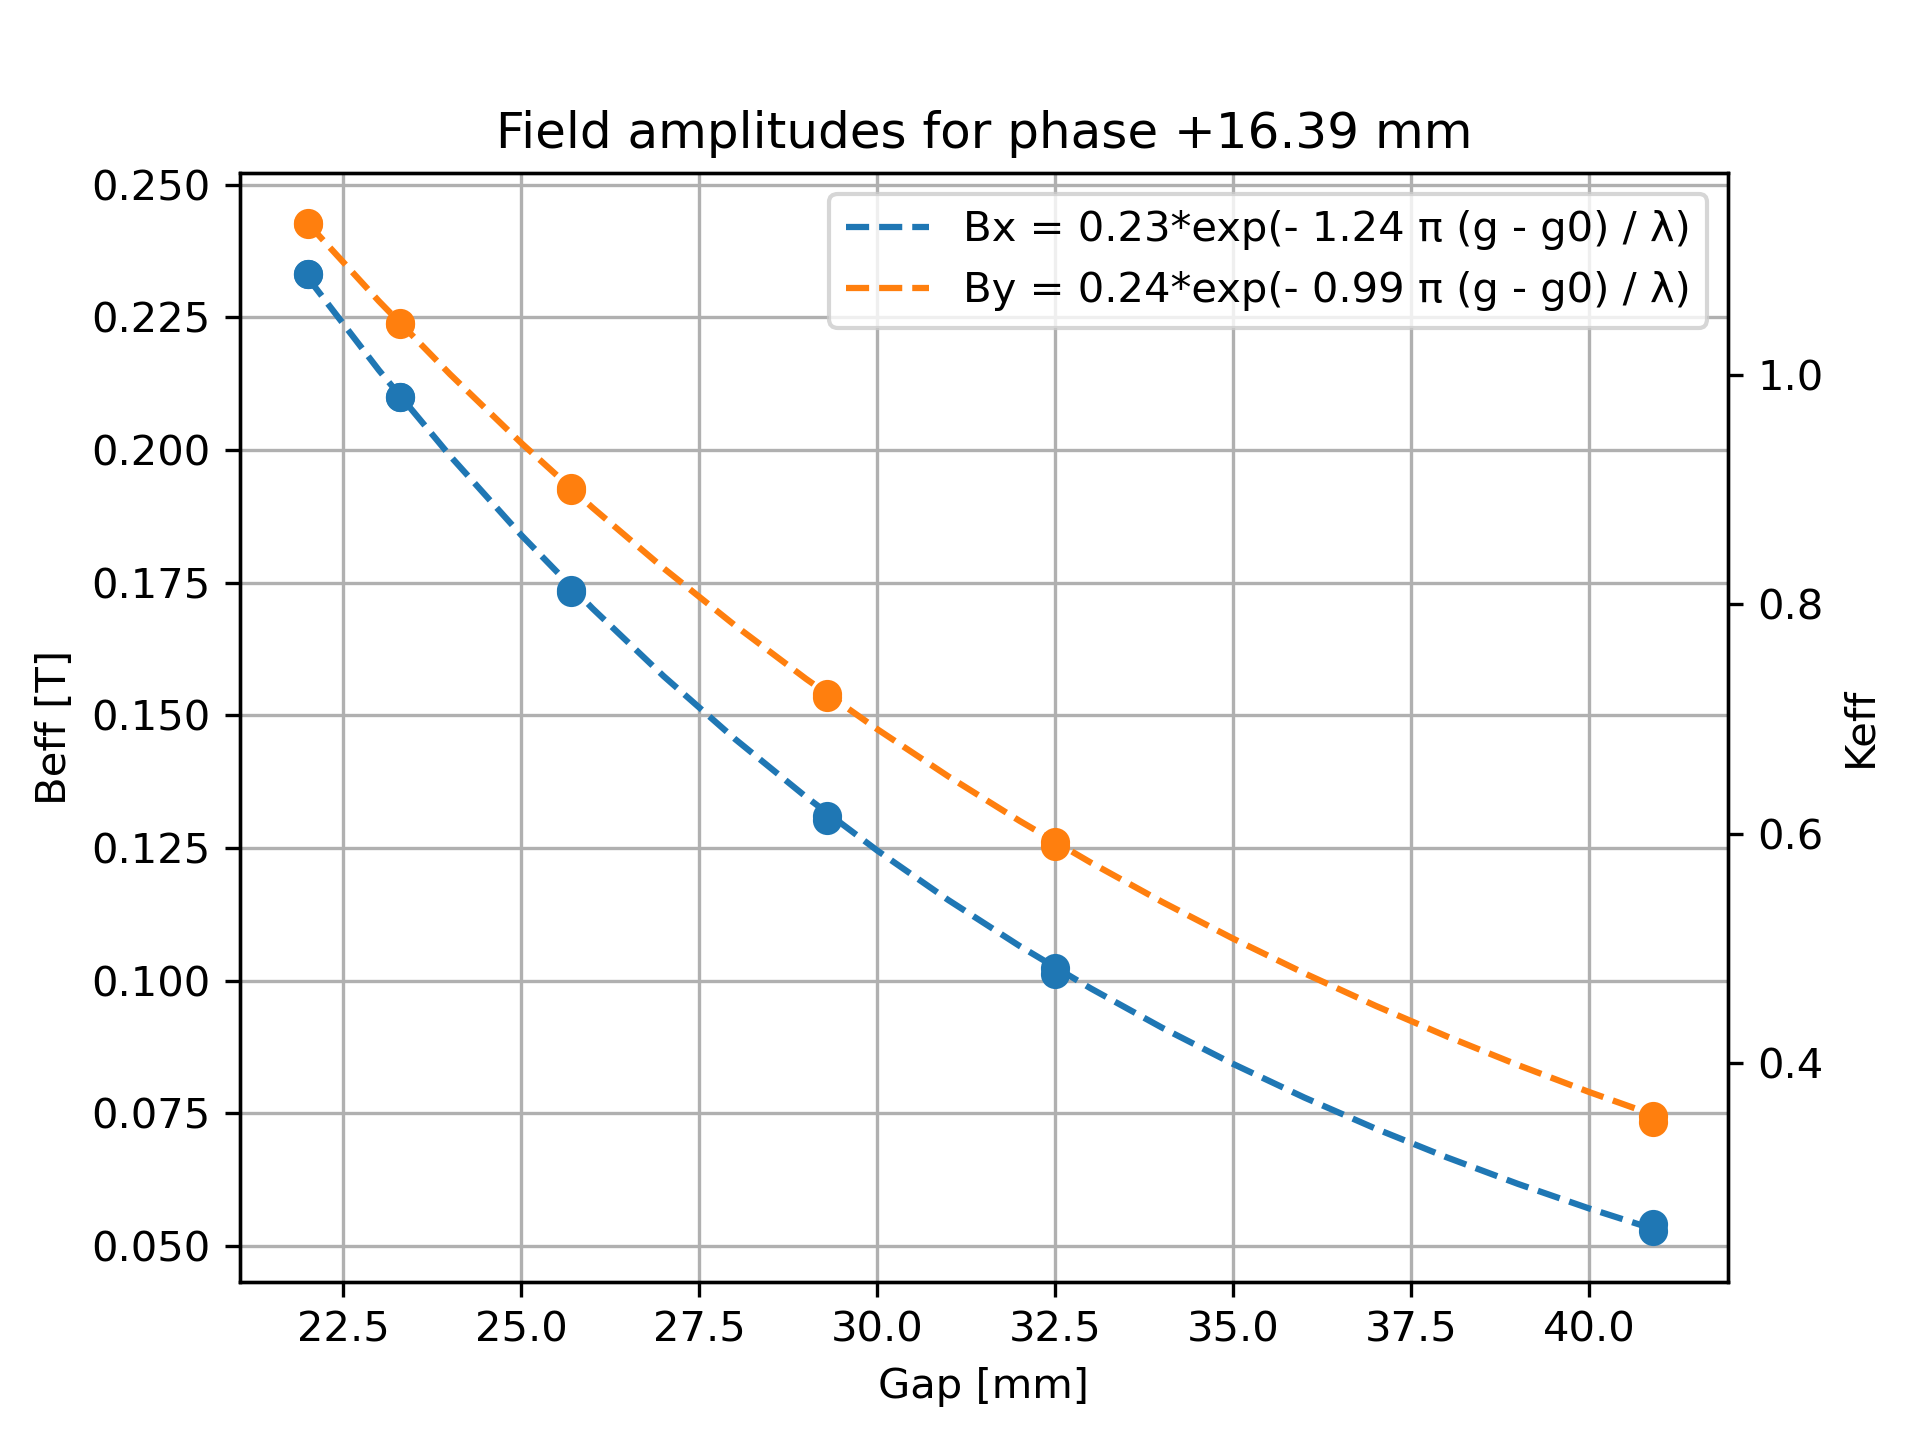 Field amplitudes for phase +16.39 mm
Bx = 0.23*exp(- 1.24 π (g - g0) / λ)
By = 0.24*exp(- 0.99 π (g - g0) / λ)
0.250
0.225
0.200
0.175
0.150
0.125
0.100
0.075
0.050
Beff [T]
1.0
0.8
0.6
0.4
Keff
22.5 25.0 27.5 30.0 32.5 35.0 37.5 40.0
Gap [mm]